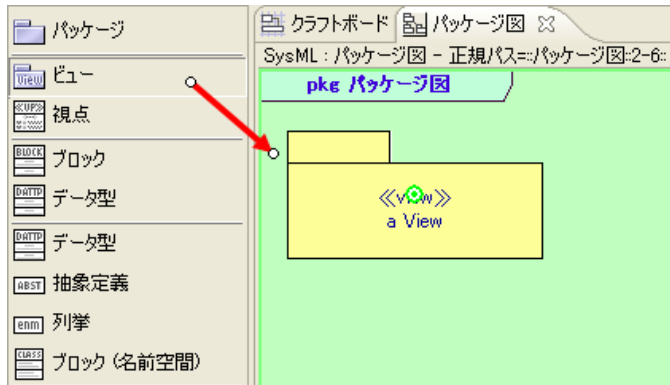 パッケージ
View ビュー
≪UP≫ 視点
BLOCK ブロック
DATTP データ型
DATTP データ型
ABST 抽象定義
enm 列挙
CLASS ブロック (名前空間)
クラフトボード パッケージ図
SysML : パッケージ図 - 正規パス=::パッケージ図::2-6::
pkg パッケージ図
≪view≫
a View